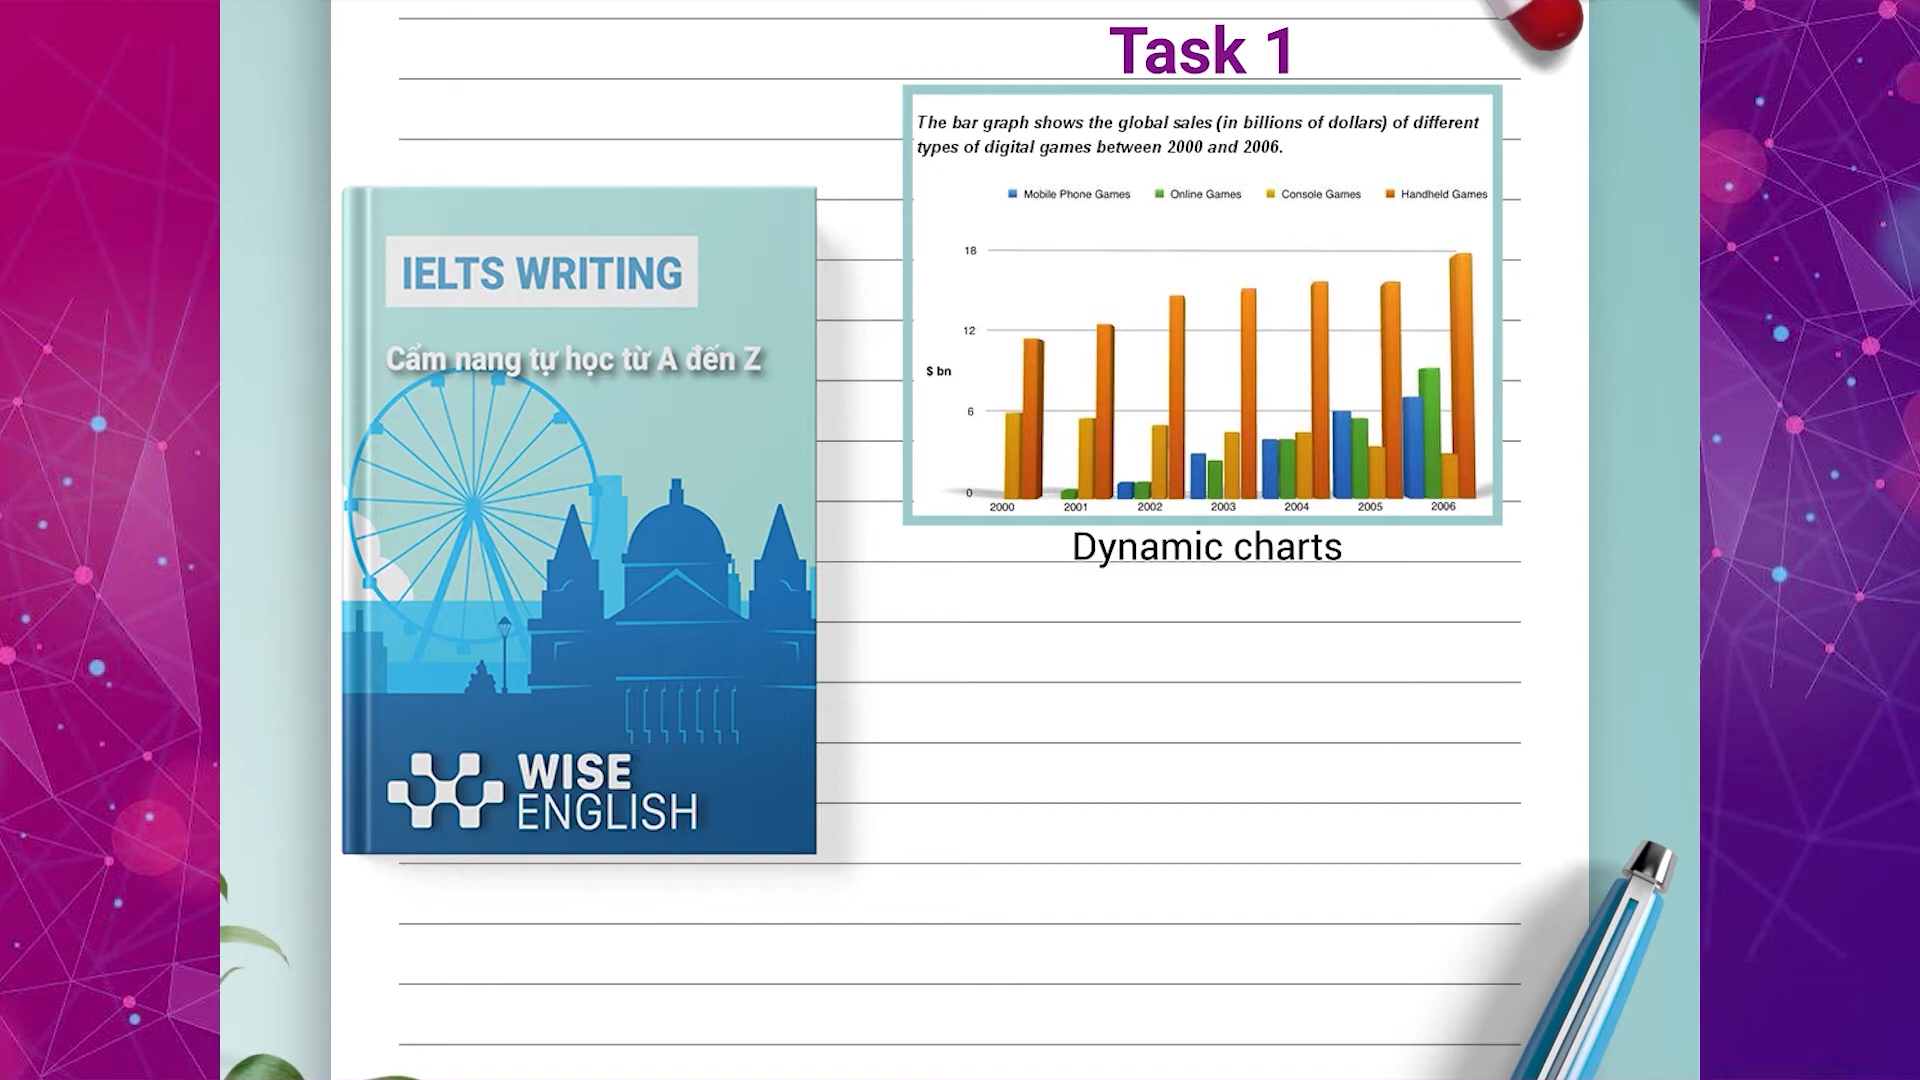 Task 1
The bar graph shows the global sales (in billions of dollars) of different
types of digital games between 2000 and 2006.
Mobile Phone Games Online Games Console Games Handheld Games
18
12
$ bn
6
0
2000 2001 2002 2003 2004 2005 2006
Dynamic charts
IELTS WRITING
Cẩm nang tự học từ A đến Z
WISE
ENGLISH